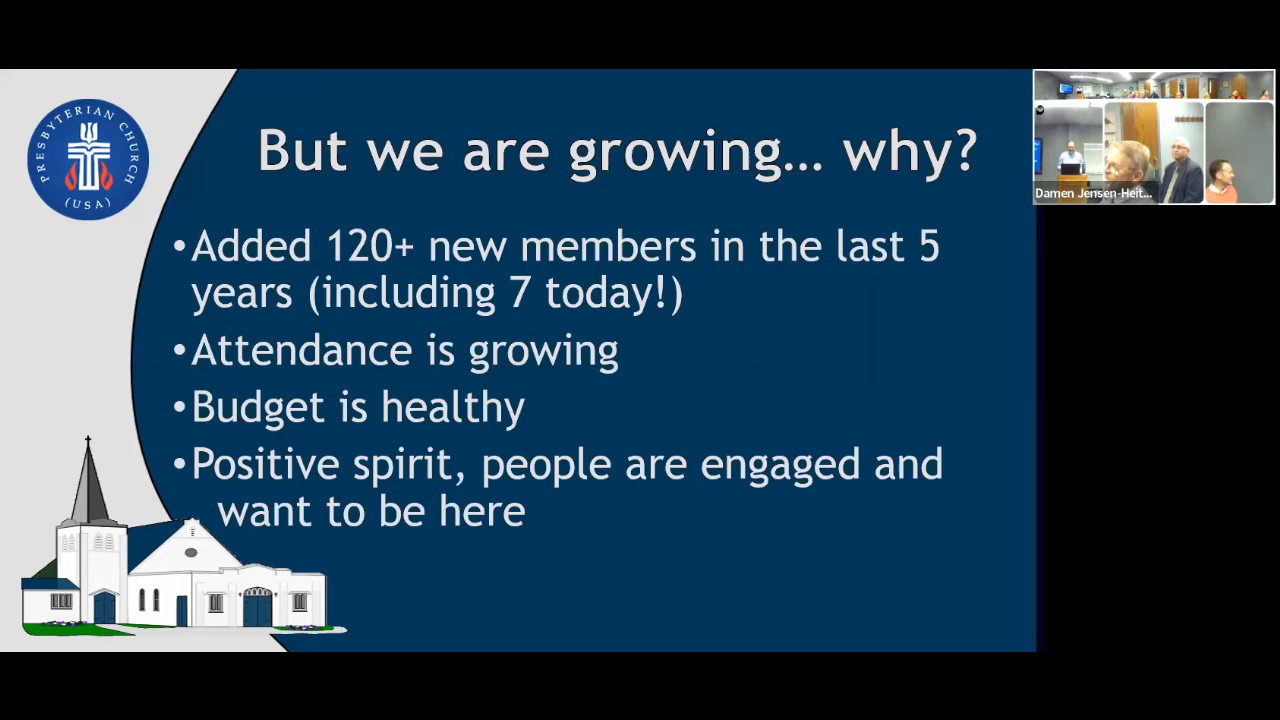 PRESBYTERIAN CHURCH
(USA)
But we are growing... why?
•Added 120+ new members in the last 5
years (including 7 today!)
•Attendance is growing
•Budget is healthy
•Positive spirit, people are engaged and
want to be here
Damen Jensen-Heit...